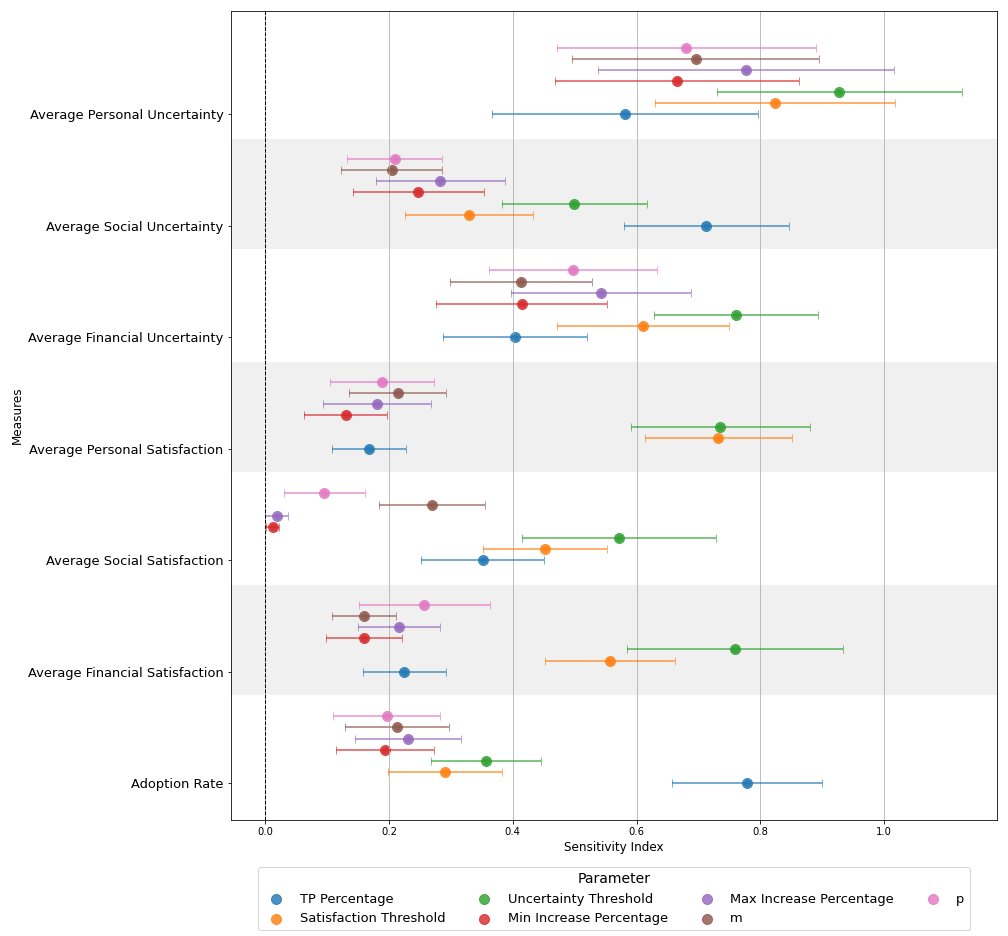 Measures
Average Personal Uncertainty
Average Social Uncertainty
Average Financial Uncertainty
Average Personal Satisfaction
Average Social Satisfaction
Average Financial Satisfaction
Adoption Rate
0.0 0.2 0.4 0.6 0.8 1.0
Sensitivity Index
Parameter
TP Percentage Uncertainty Threshold Max Increase Percentage p
Satisfaction Threshold Min Increase Percentage m